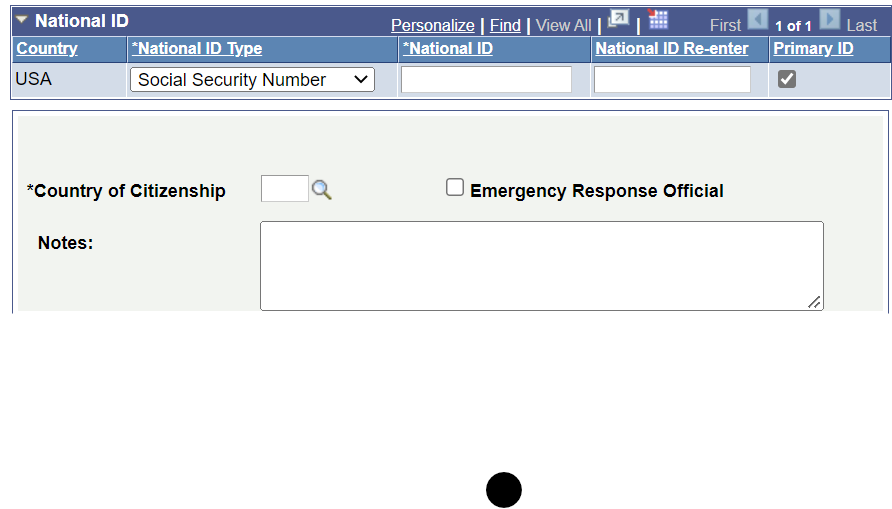 National ID
Personalize | Find | View All | | First 1 of 1 Last
Country *National ID Type *National ID National ID Re-enter Primary ID
USA Social Security Number
*Country of Citizenship Emergency Response Official
Notes: